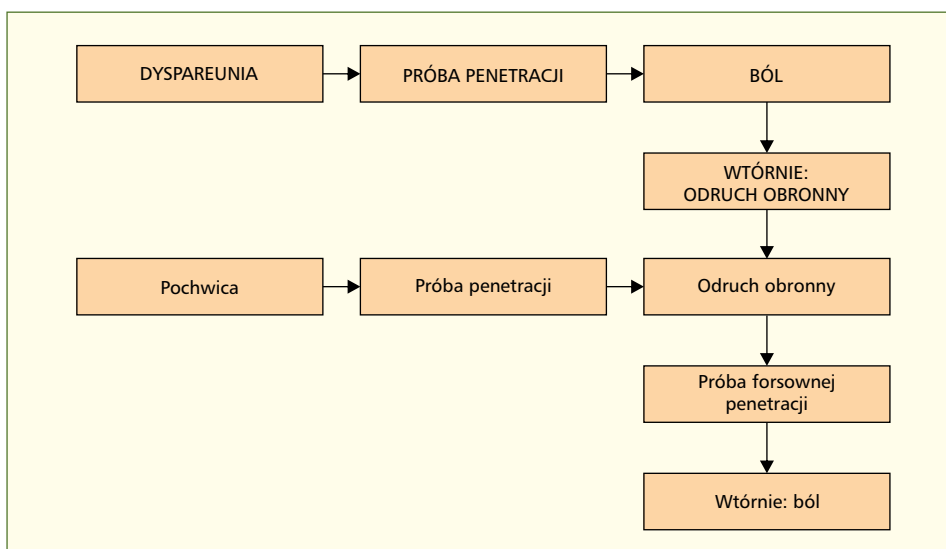 DYSPAREUNIA
PRÓBA PENETRACJI
BÓL
WTÓRNIE:
ODRUCH OBRONNY
Pochwica
Próba penetracji
Odruch obronny
Próba forsownej
penetracji
Wtórnie: ból